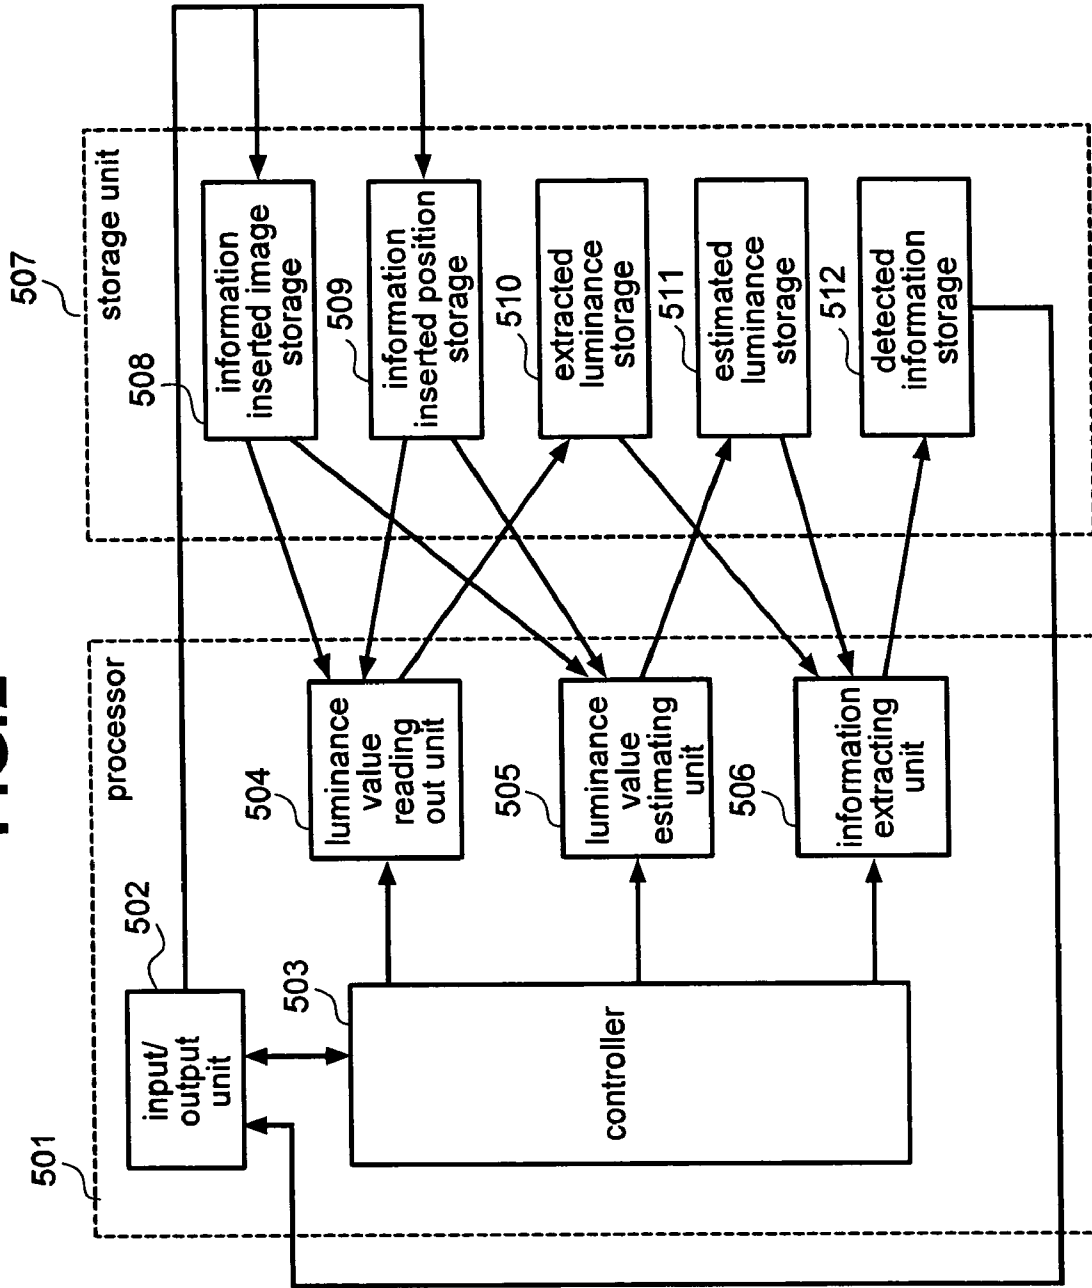 501
processor
502
input/
output
unit
503
controller
504
luminance
value
reading
out unit
505
luminance
value
estimating
unit
506
information
extracting
unit
507
storage unit
508
information
inserted image
storage
509
information
inserted position
storage
510
extracted
luminance
storage
511
estimated
luminance
storage
512
detected
information
storage